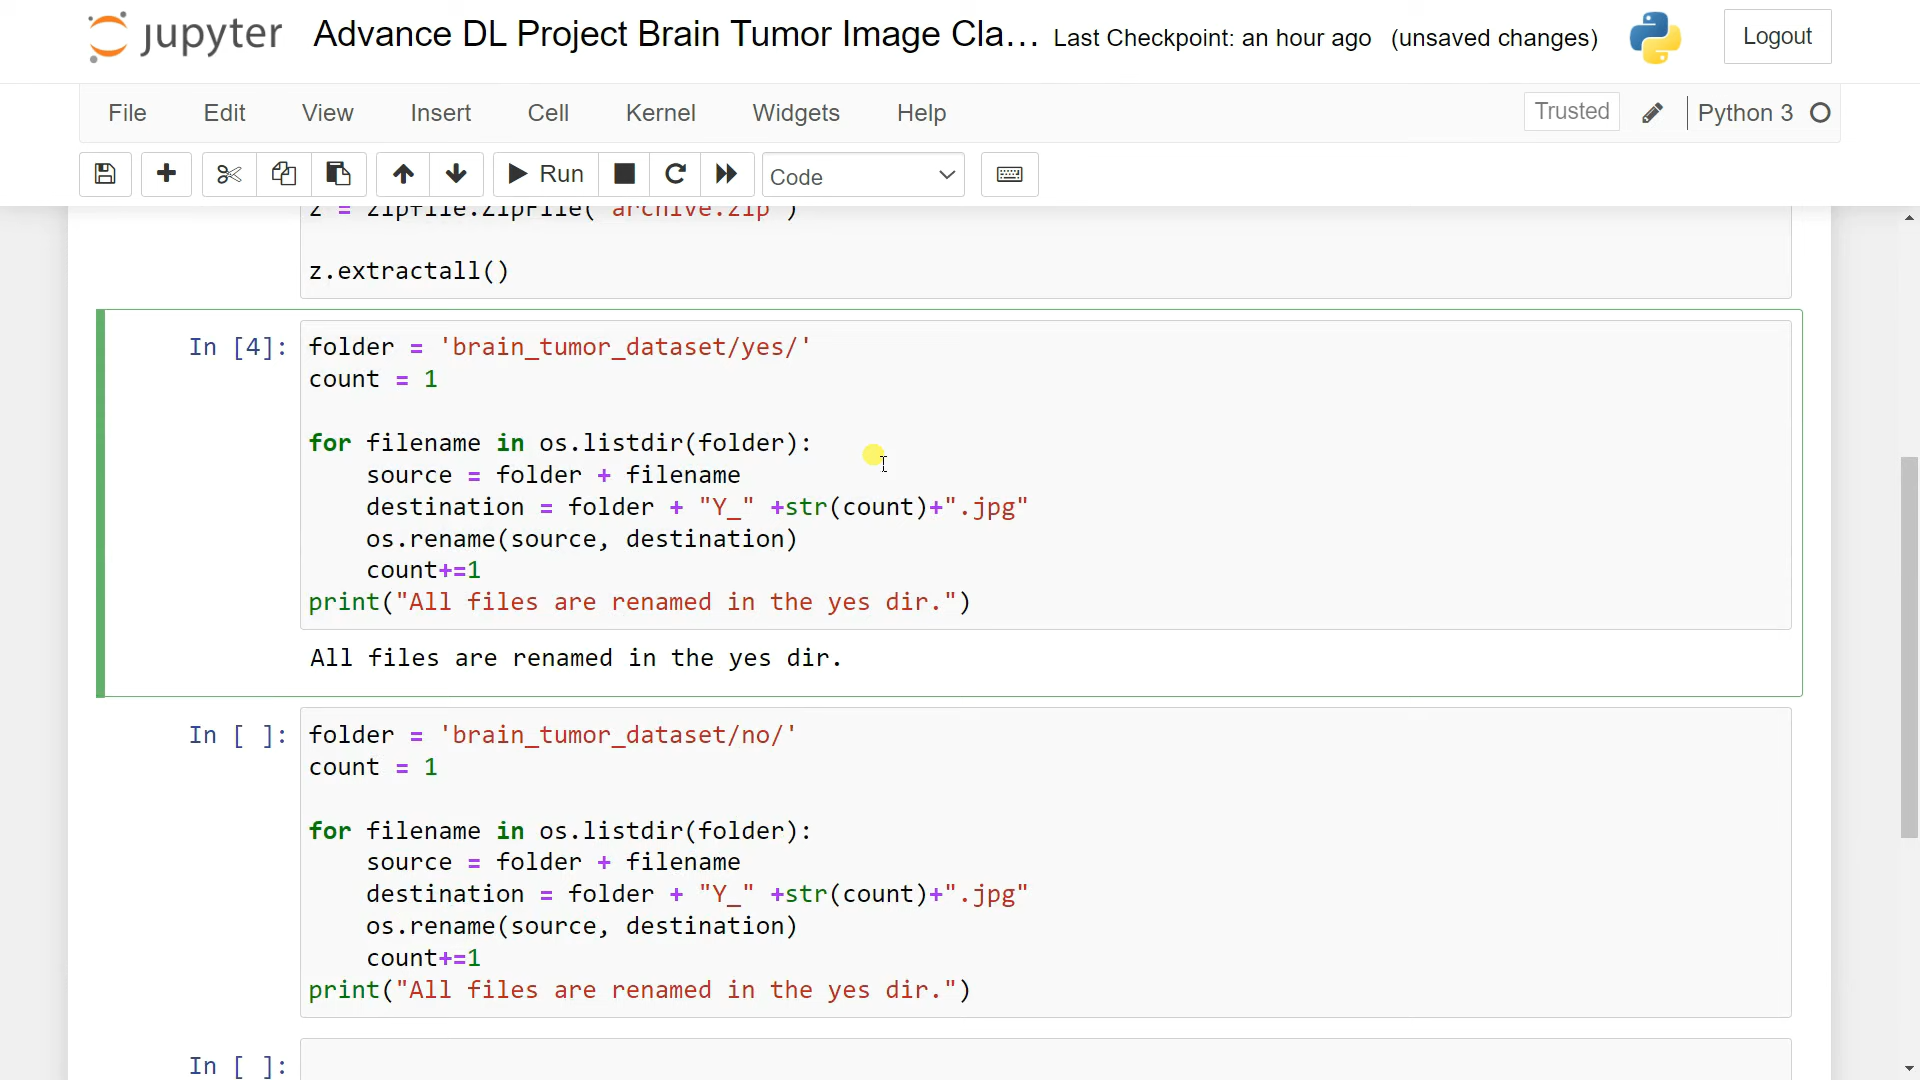 jupyter Advance DL Project Brain Tumor Image Cla... Last Checkpoint: an hour ago (unsaved changes) Logout
File Edit View Insert Cell Kernel Widgets Help Trusted Python 3
Run Code
z = zipfile.ZipFile("archive.zip")
z.extractall()
In [4]: folder = 'brain_tumor_dataset/yes/'
count = 1
for filename in os.listdir(folder):
source = folder + filename
destination = folder + "Y_" +str(count)+".jpg"
os.rename(source, destination)
count+=1
print("All files are renamed in the yes dir.")
All files are renamed in the yes dir.
In [ ]: folder = 'brain_tumor_dataset/no/'
count = 1
for filename in os.listdir(folder):
source = folder + filename
destination = folder + "Y_" +str(count)+".jpg"
os.rename(source, destination)
count+=1
print("All files are renamed in the yes dir.")
In [ ]: